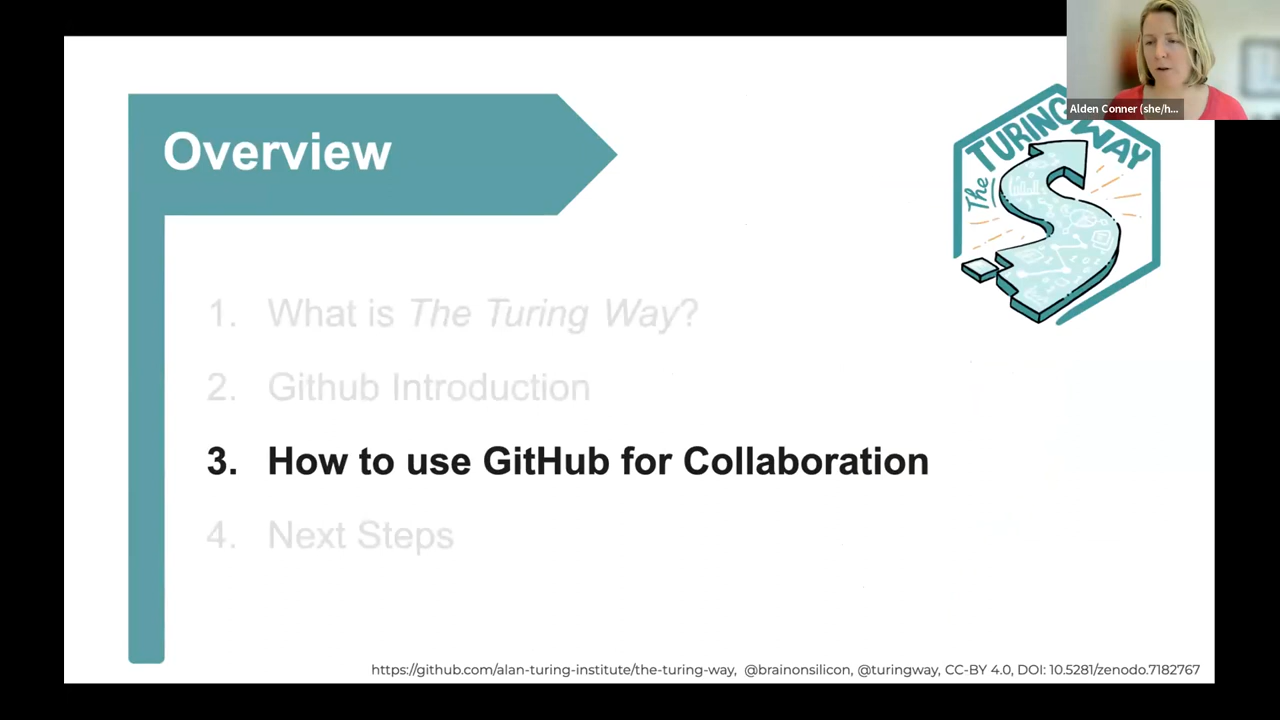 Overview
Alden Conner (she/h...
The TURING WAY
1. What is The Turing Way?
2. Github Introduction
3. How to use GitHub for Collaboration
4. Next Steps
https://github.com/alan-turing-institute/the-turing-way, @brainonsilicon, @turingway, CC-BY 4.0, DOI: 10.5281/zenodo.7182767